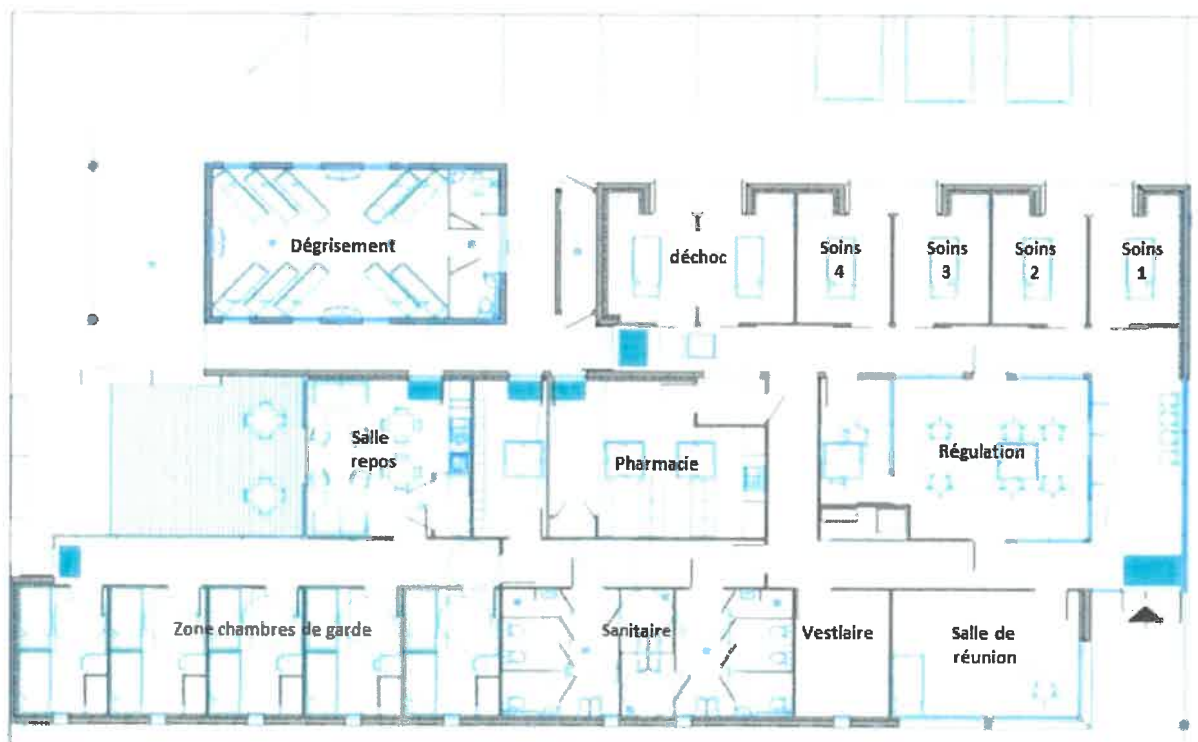 Dégrisement
déchoc
Soins
4
Soins
3
Soins
2
Soins
1
Salle
repos
Pharmacie
Régulation
Zone chambres de garde
Sanitaire
Vestiaire
Salle de
réunion